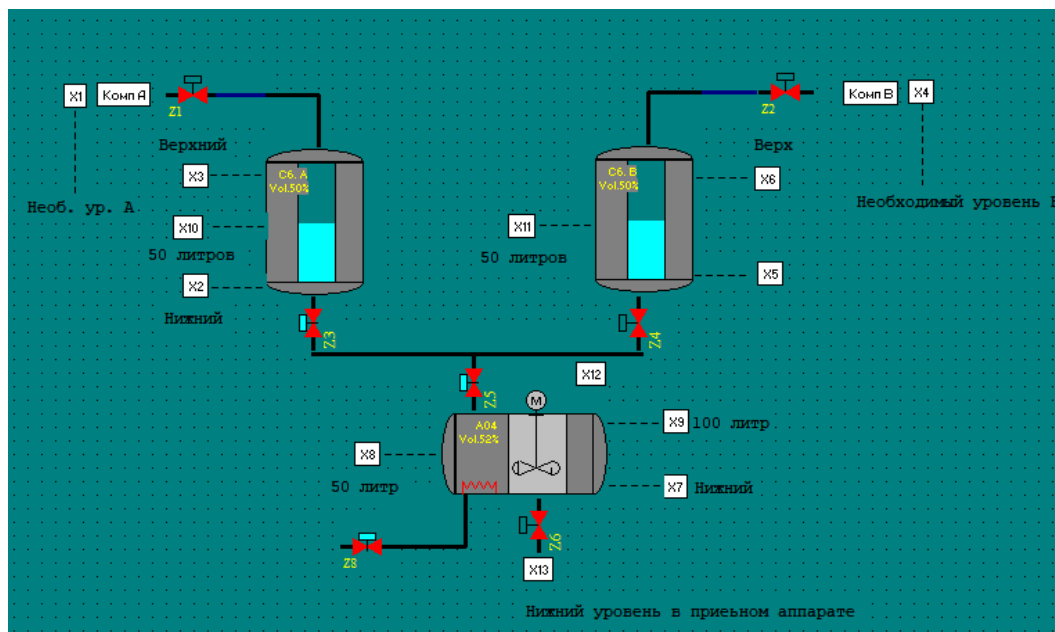 X1
Комп A
Z1
Верхний
X3
C6. A
Vol.50%
Необ. ур. А
X10
50 литров
X2
Нижний
Z3
Z2
Комп B
X4
Верх
C6. B
Vol.50%
X6
Необходимый уровень
X11
50 литров
X5
Z4
X12
Z5
M
A04
Vol.52%
X9 100 литр
X8
50 литр
X7 Нижний
Z8
Z6
X13
Нижний уровень в приеьном аппарате